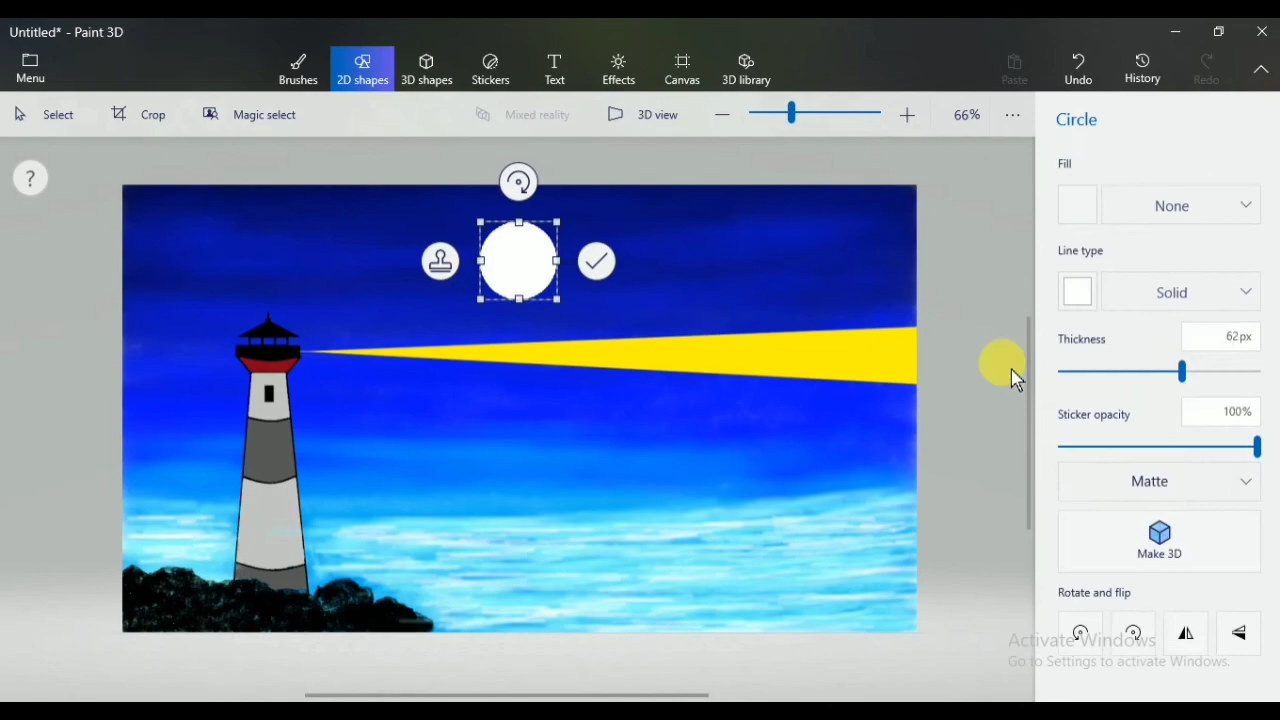 Untitled* - Paint 3D
Menu
Brushes
2D shapes
3D shapes
Stickers
Text
Effects
Canvas
3D library
Paste
Undo
History
Redo
Select
Crop
Magic select
Mixed reality
3D view
66%
?
Circle
Fill
None
Line type
Solid
Thickness
62px
Sticker opacity
100%
Matte
Make 3D
Rotate and flip
Activate Windows
Go to Settings to activate Windows.